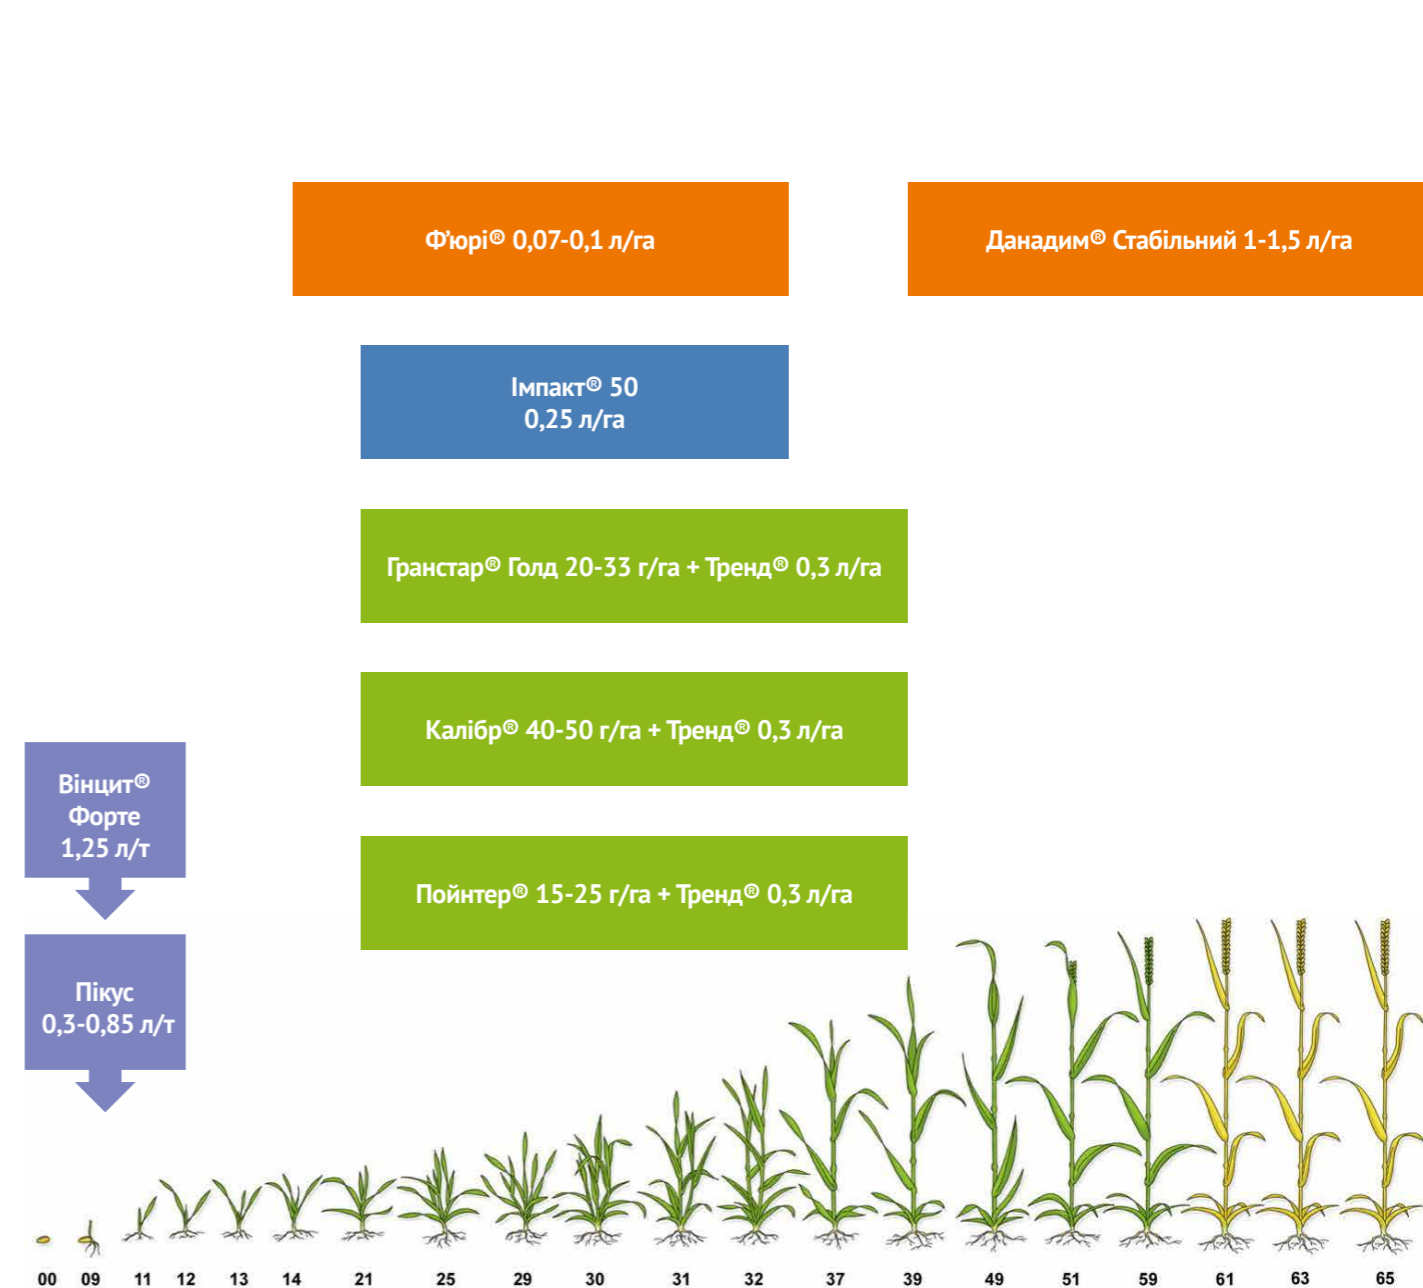 Ф'юрі® 0,07-0,1 л/га
Данадим® Стабільний 1-1,5 л/га
Імпакт® 50
0,25 л/га
Гранстар® Голд 20-33 г/га + Тренд® 0,3 л/га
Калібр® 40-50 г/га + Тренд® 0,3 л/га
Вінцит®
Форте
1,25 л/т
Пойнтер® 15-25 г/га + Тренд® 0,3 л/га
Пікус
0,3-0,85 л/т
00 09 11 12 13 14 21 25 29 30 31 32 37 39 49 51 59 61 63 65